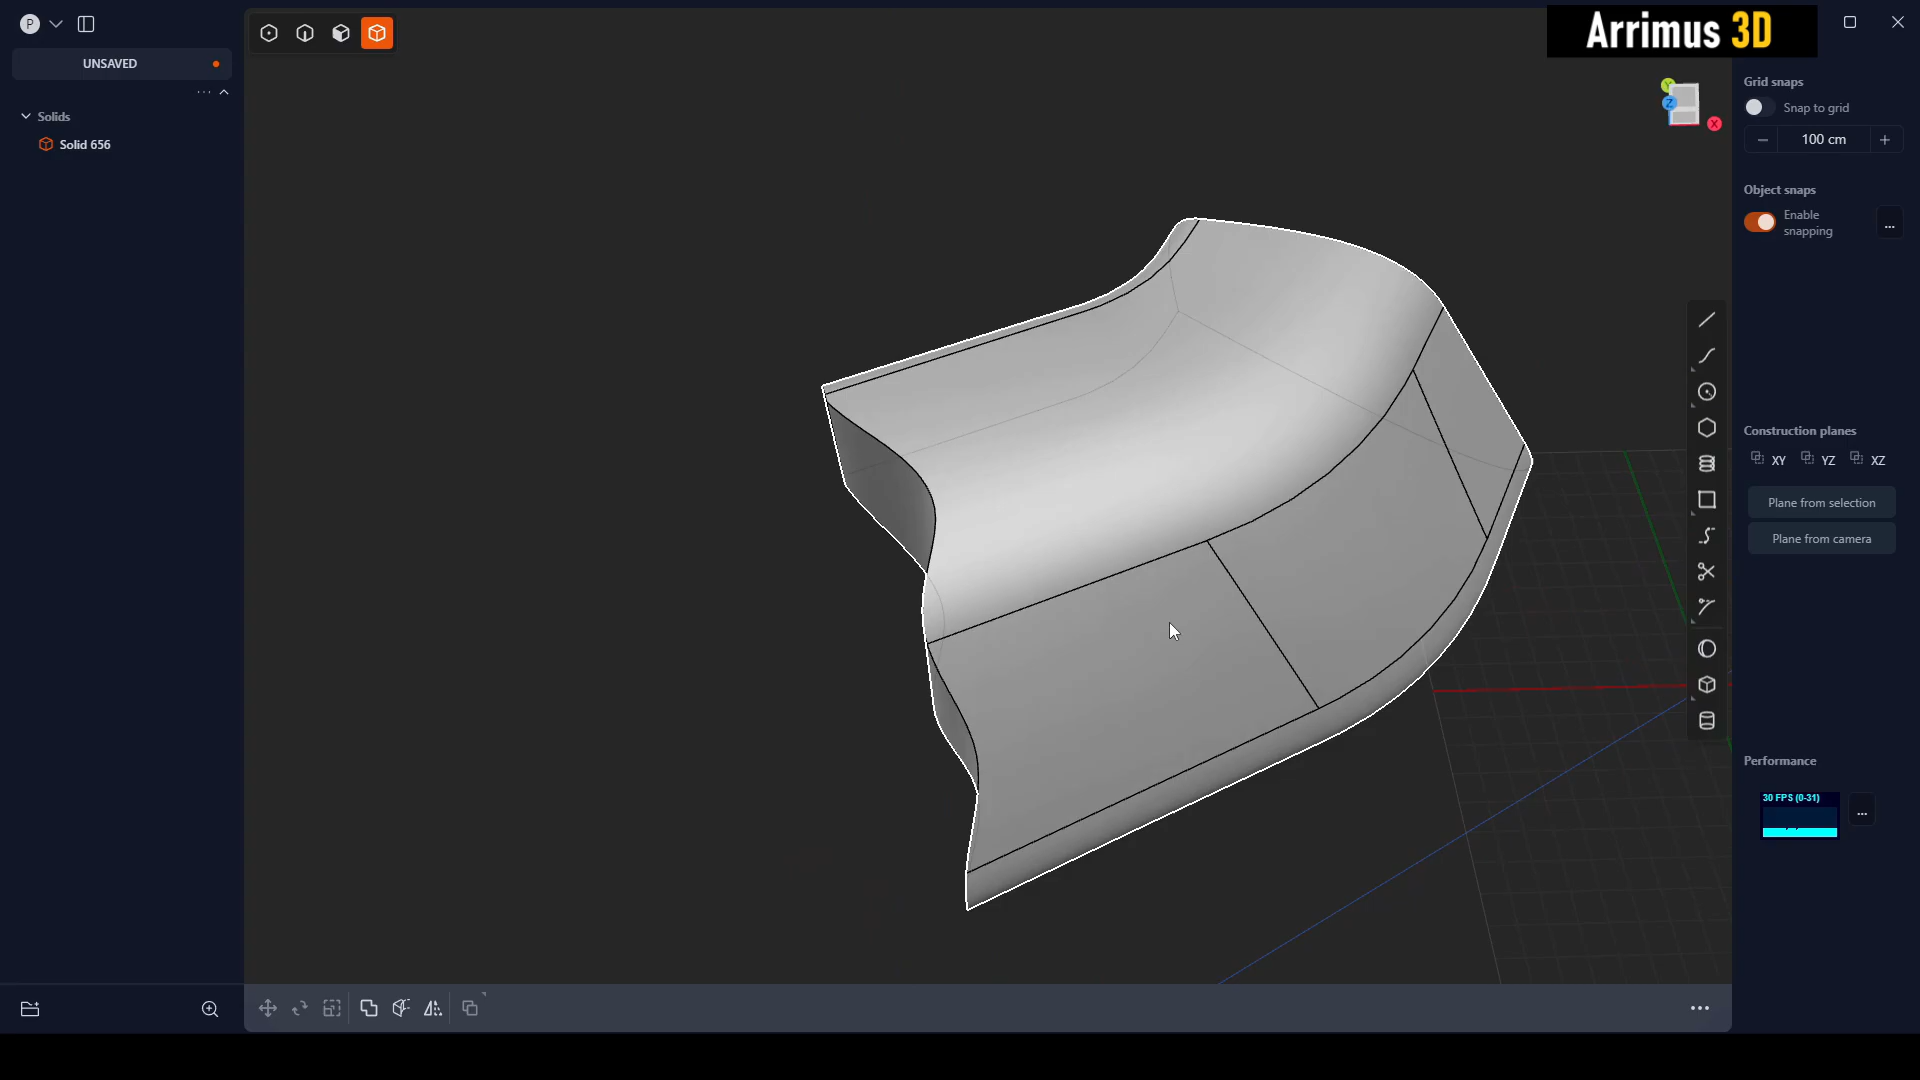 P
UNSAVED
Solids
Solid 656
Arrimus 3D
Y
Z
X
Grid snaps
Snap to grid
100 cm
Object snaps
Enable
snapping
...
Construction planes
XY YZ XZ
Plane from selection
Plane from camera
Performance
30 FPS (0-31)
...